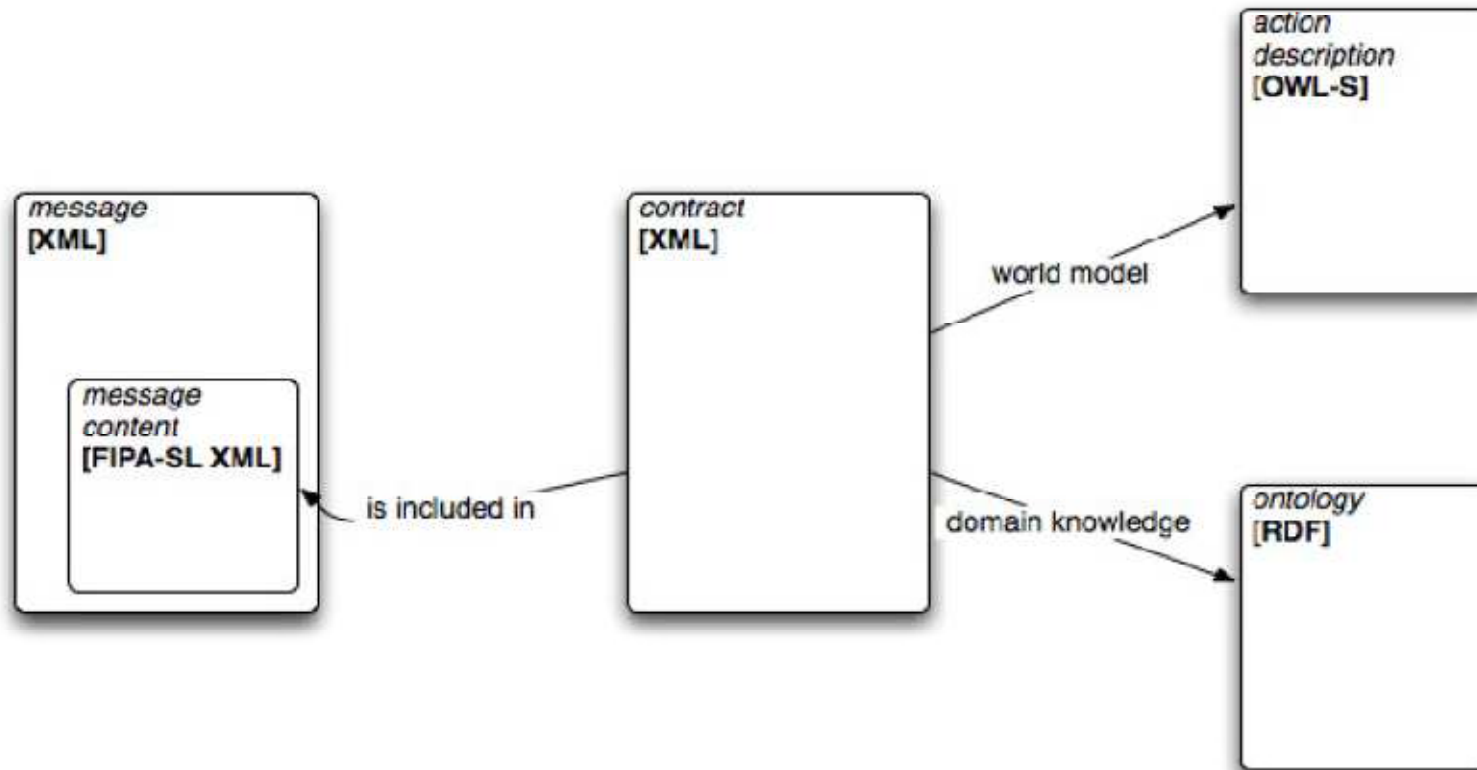 action
description
[OWL-S]
message
[XML]
contract
[XML]
world model
message
content
[FIPA-SL XML]
is included in
domain knowledge
ontology
[RDF]